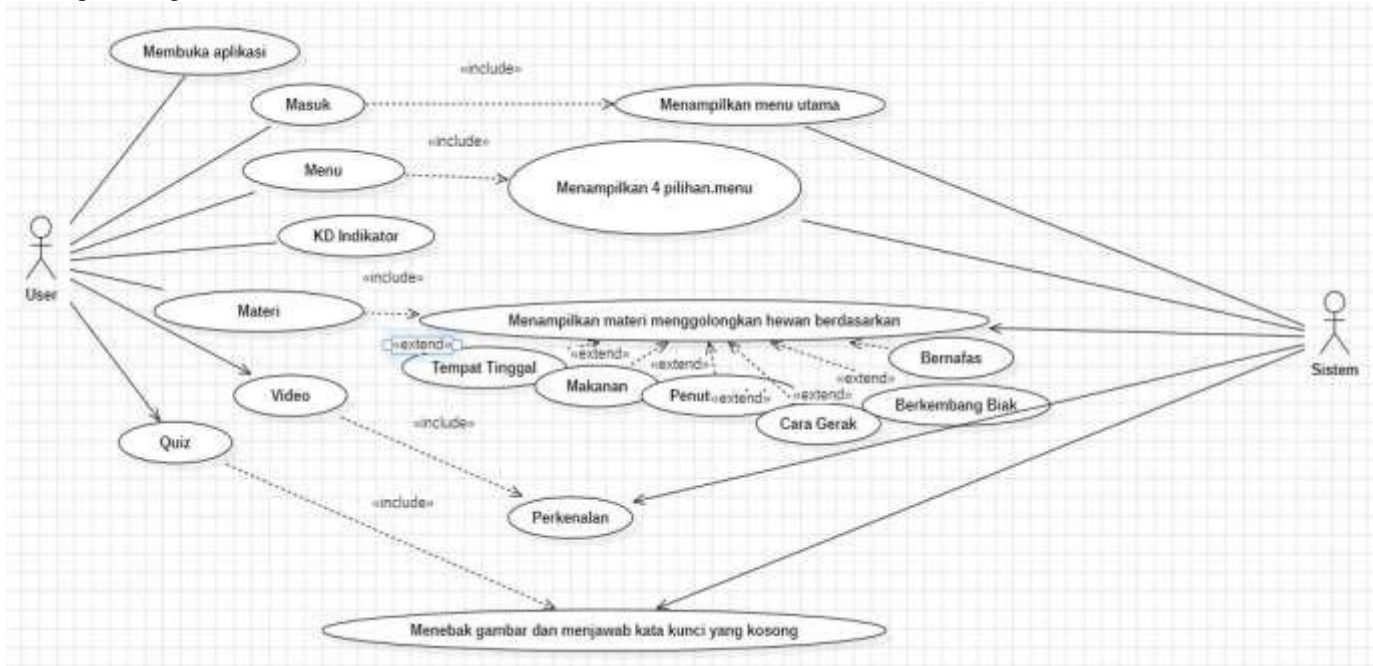 Membuka aplikasi
«include»
Masuk
Menampilkan menu utama
«include»
Menu
Menampilkan 4 pilihan.menu
KD Indikator
User
«include»
Materi
Menampilkan materi menggolongkan hewan berdasarkan
«extend»
«extend»
Bernafas
Sistem
Tempat Tinggal
«extend»
Makanan
«extend»
Video
Penut
«extend»
«extend»
Berkembang Biak
Cara Gerak
«include»
Quiz
«include»
Perkenalan
Menebak gambar dan menjawab kata kunci yang kosong